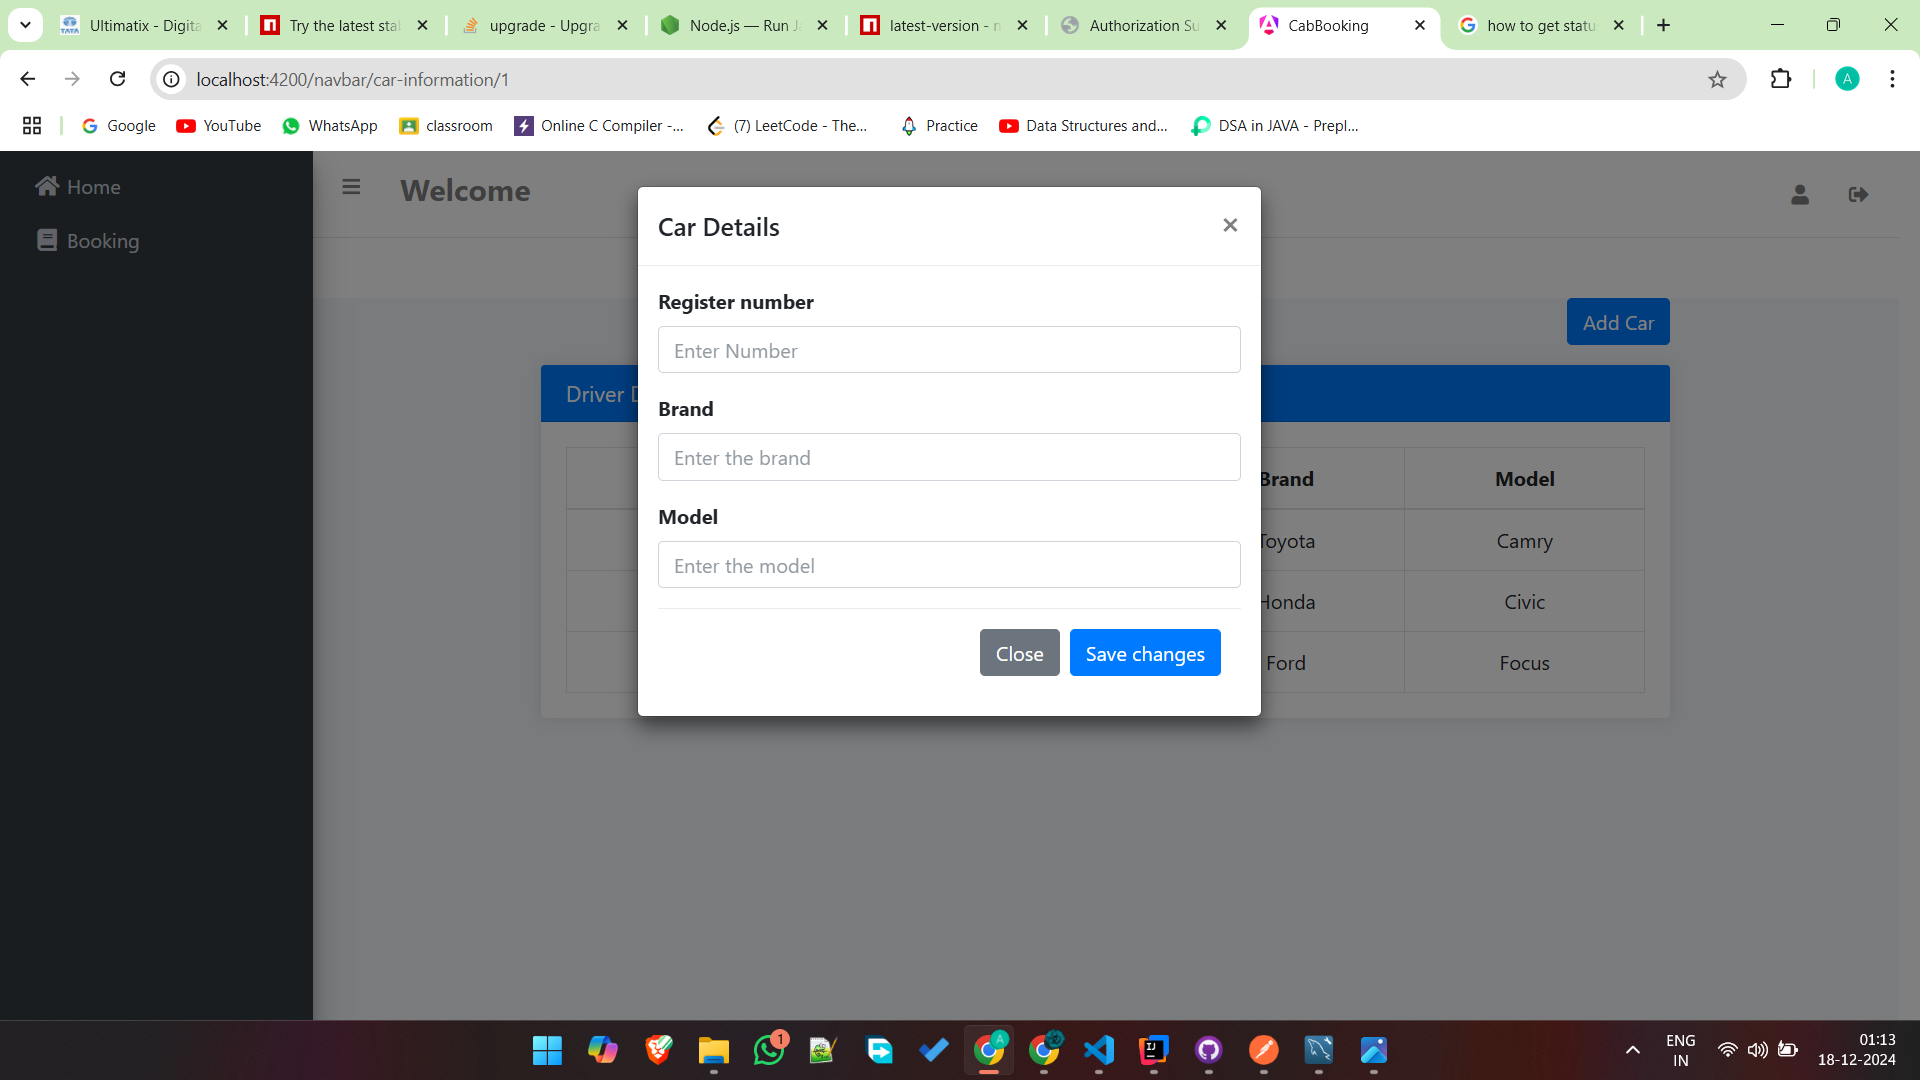 Ultimatix - Digita
Try the latest stal
upgrade - Upgra
Node.js — Run Ja
latest-version - n
Authorization Su
CabBooking
how to get statu
localhost:4200/navbar/car-information/1
A
Google
YouTube
WhatsApp
classroom
Online C Compiler -...
(7) LeetCode - The...
Practice
Data Structures and...
DSA in JAVA - Prepl...
Home
Booking
Welcome
Add Car
Driver D
Brand
Model
Toyota
Camry
Honda
Civic
Ford
Focus
Car Details
Register number
Enter Number
Brand
Enter the brand
Model
Enter the model
Close
Save changes
1
A
ENG
IN
01:13
18-12-2024